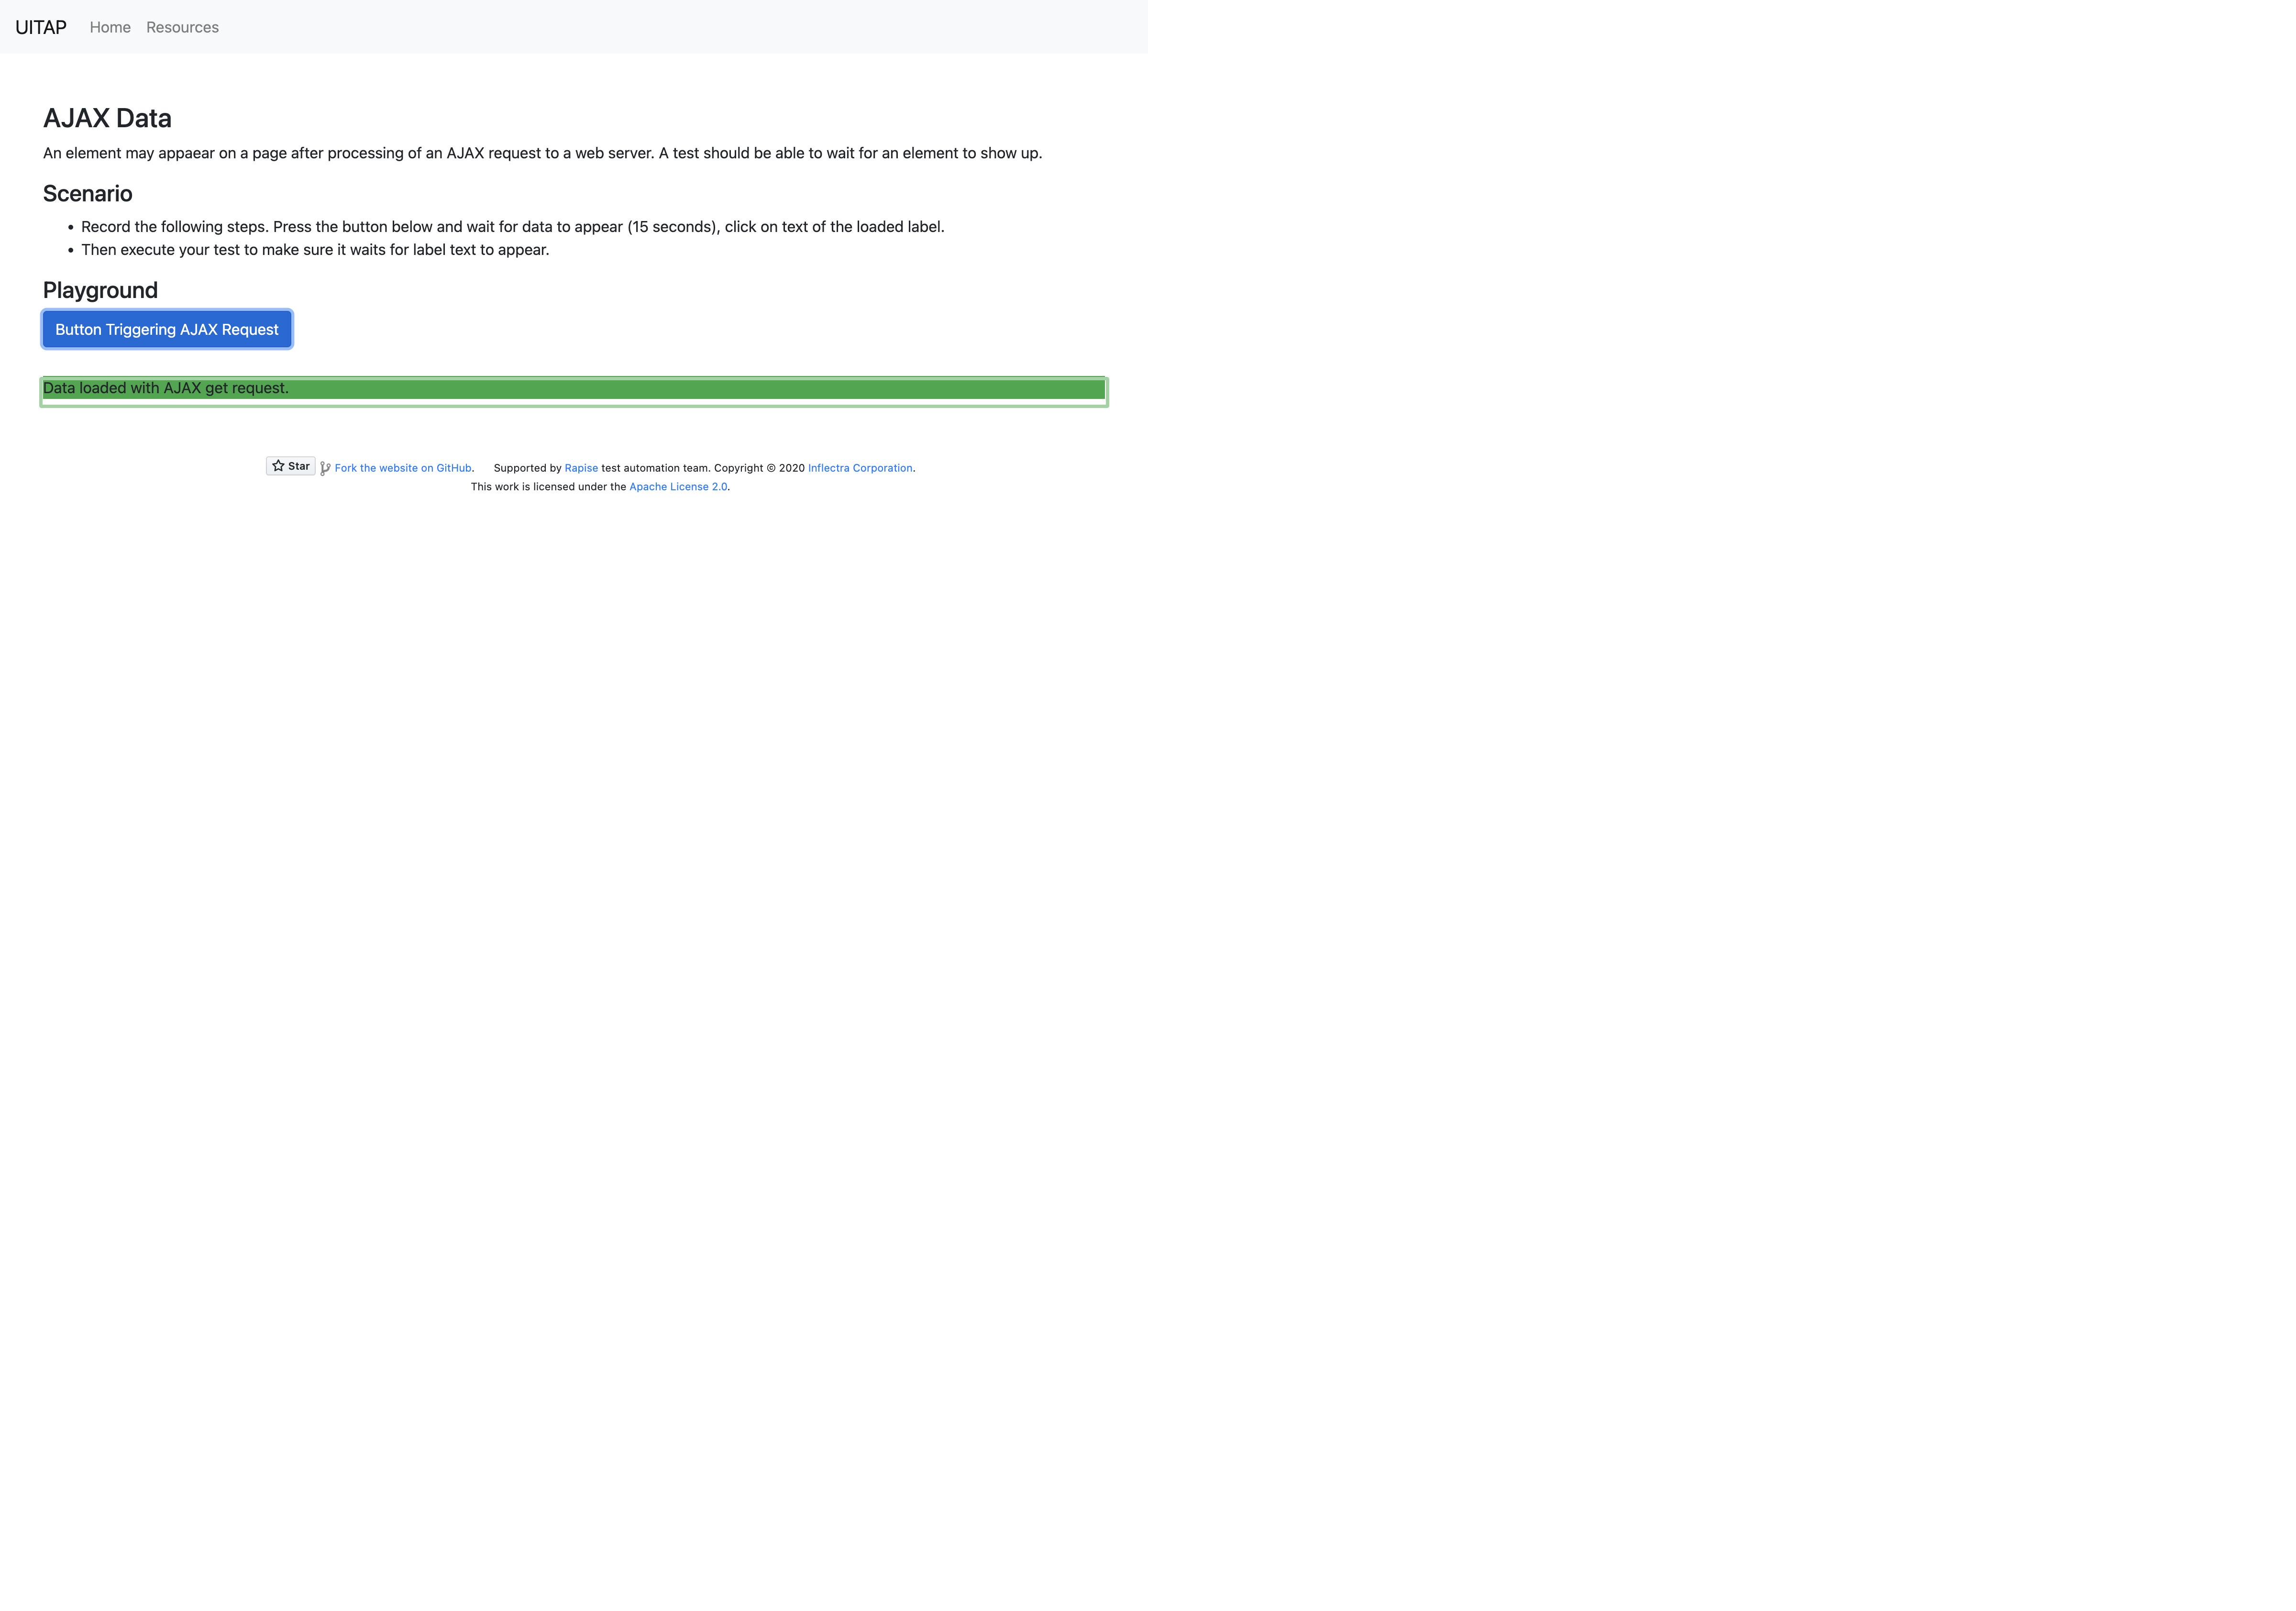 UITAP Home Resources
AJAX Data
An element may appaear on a page after processing of an AJAX request to a web server. A test should be able to wait for an element to show up.
Scenario
• Record the following steps. Press the button below and wait for data to appear (15 seconds), click on text of the loaded label.
• Then execute your test to make sure it waits for label text to appear.
Playground
Button Triggering AJAX Request
Data loaded with AJAX get request.
Star Fork the website on GitHub. Supported by Rapise test automation team. Copyright © 2020 Inflectra Corporation.
This work is licensed under the Apache License 2.0.